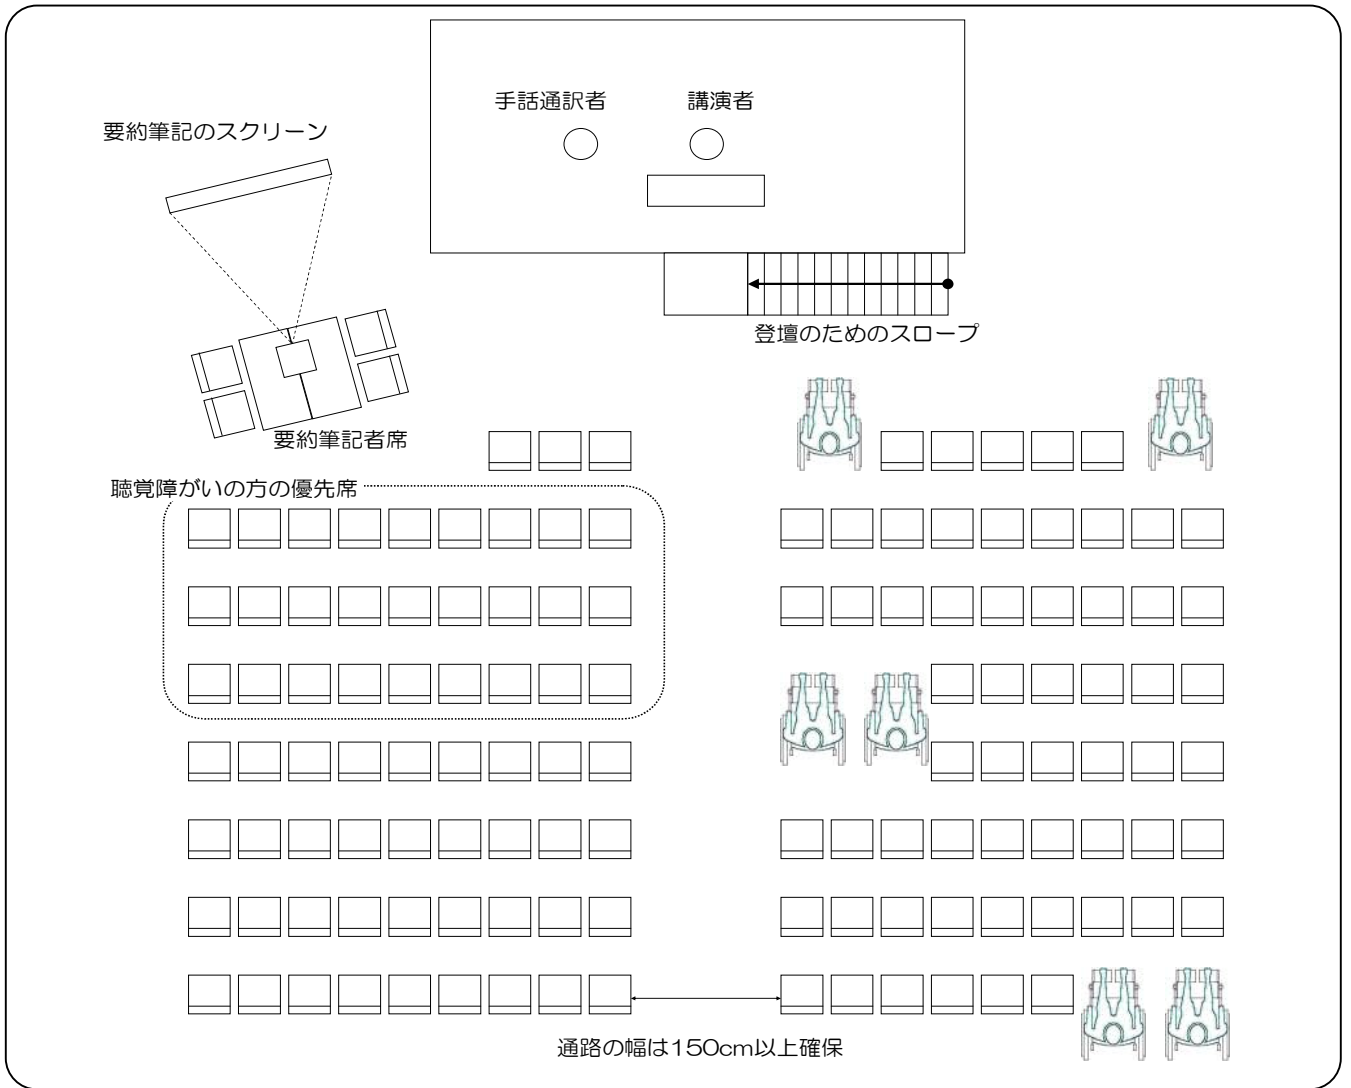 手話通訳者
講演者
要約筆記のスクリーン
登壇のためのスロープ
要約筆記者席
聴覚障がいの方の優先席
通路の幅は150cm以上確保